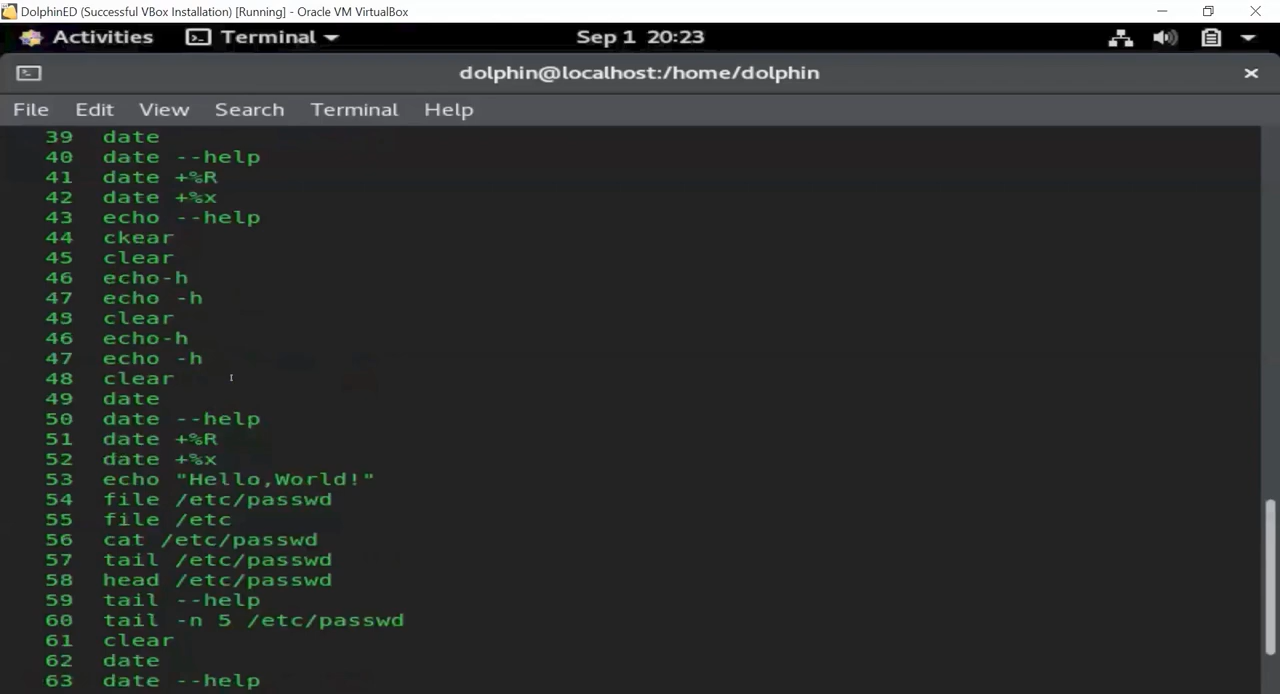 DolphinED (Successful VBox Installation) [Running] - Oracle VM VirtualBox
Activities Terminal Sep 1 20:23
dolphin@localhost:/home/dolphin
File Edit View Search Terminal Help
39 date
40 date --help
41 date +%R
42 date +%x
43 echo --help
44 ckear
45 clear
46 echo-h
47 echo -h
48 clear
46 echo-h
47 echo -h
48 clear
49 date
50 date --help
51 date +%R
52 date +%x
53 echo "Hello,World!"
54 file /etc/passwd
55 file /etc
56 cat /etc/passwd
57 tail /etc/passwd
58 head /etc/passwd
59 tail --help
60 tail -n 5 /etc/passwd
61 clear
62 date
63 date --help